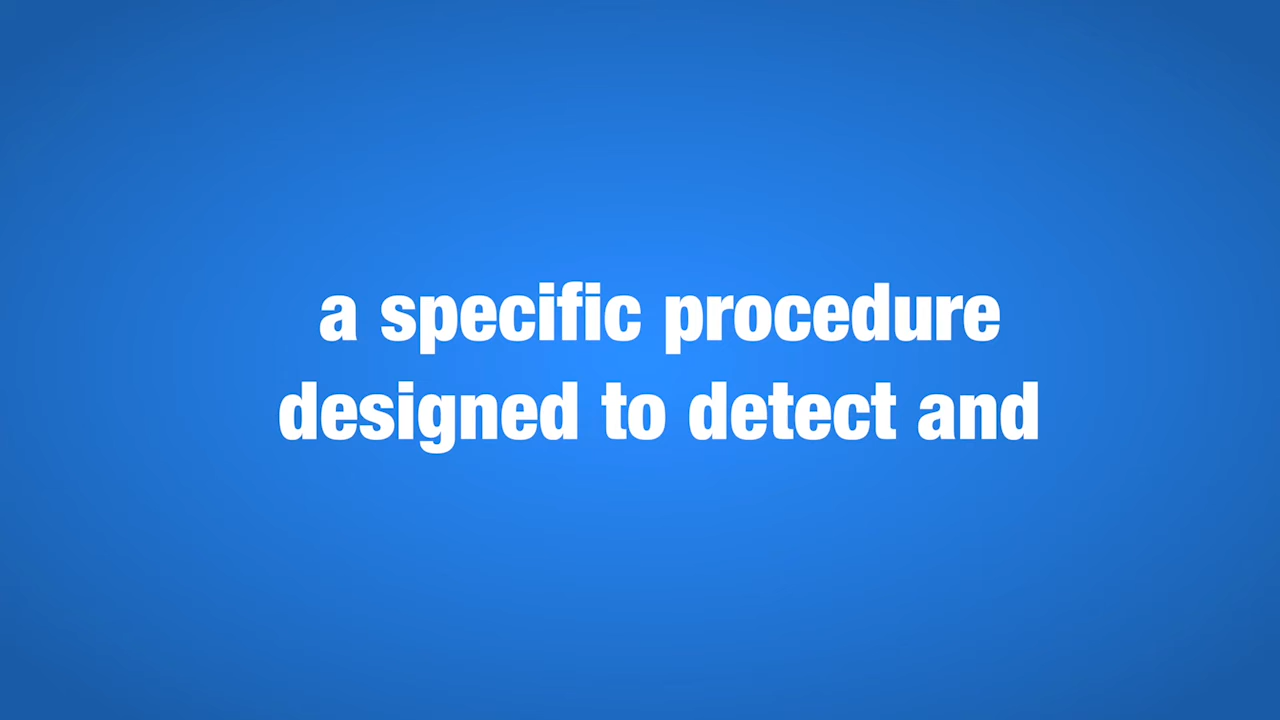 a specific procedure
designed to detect and